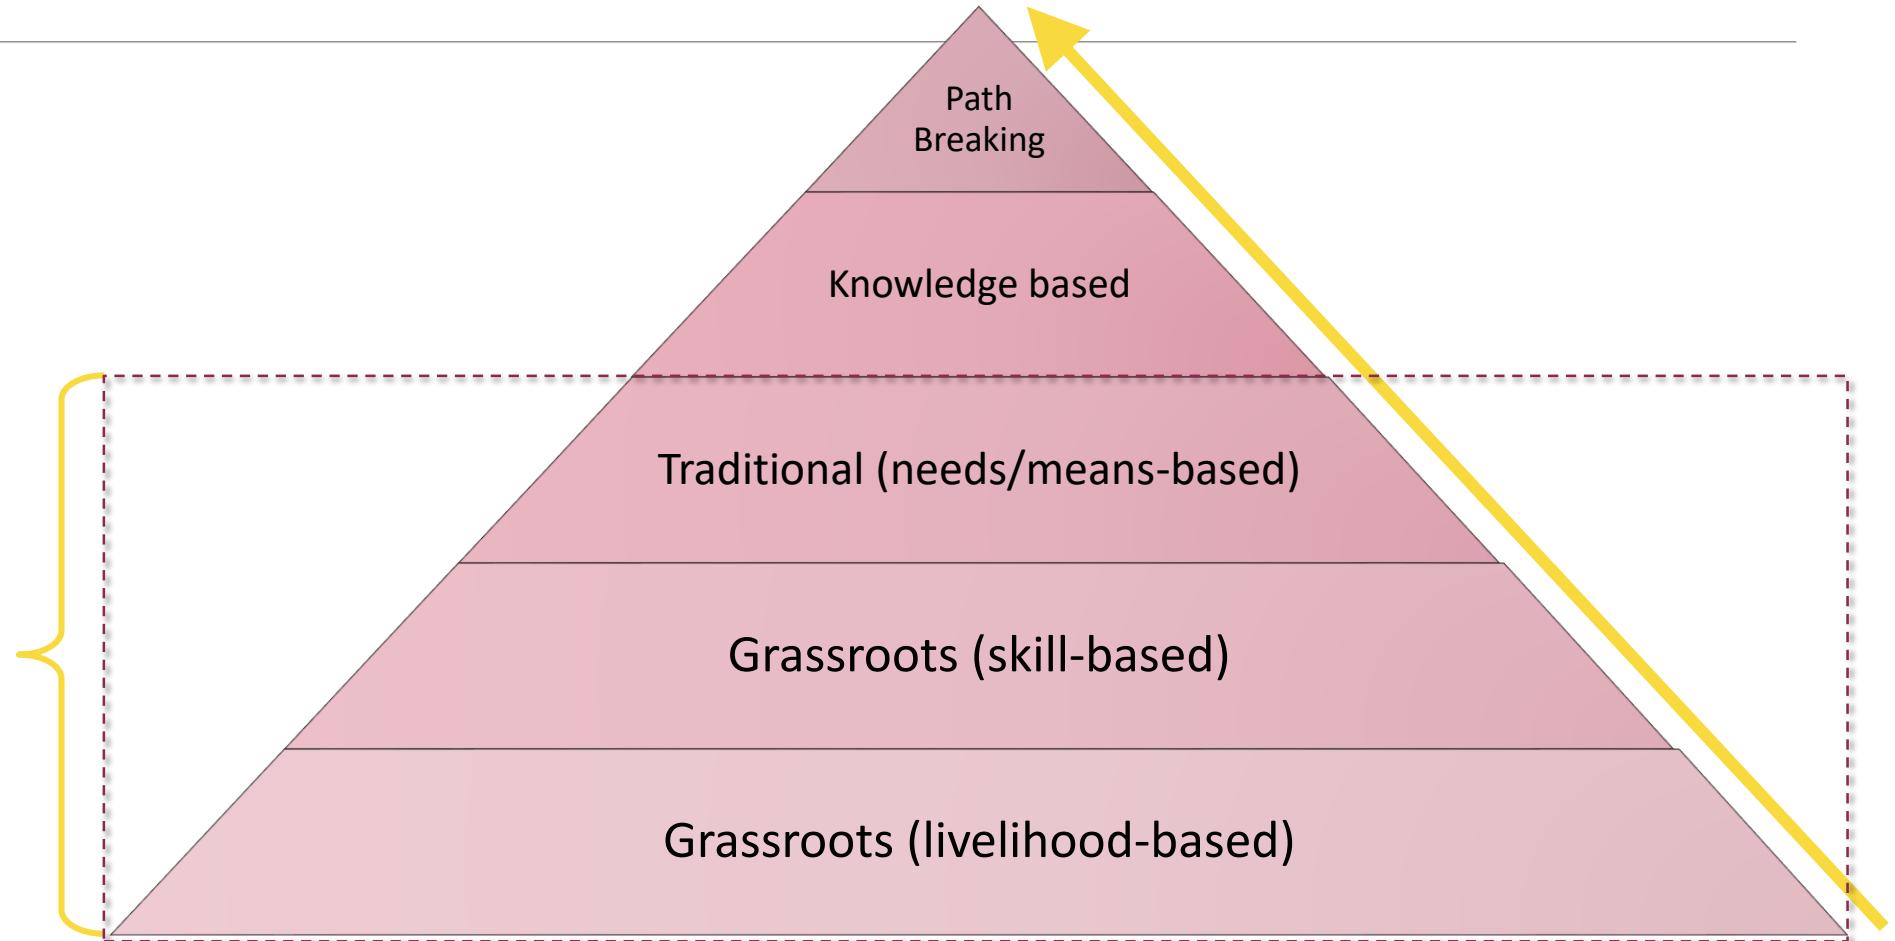 Path
Breaking
Knowledge based
Traditional (needs/means-based)
Grassroots (skill-based)
Grassroots (livelihood-based)